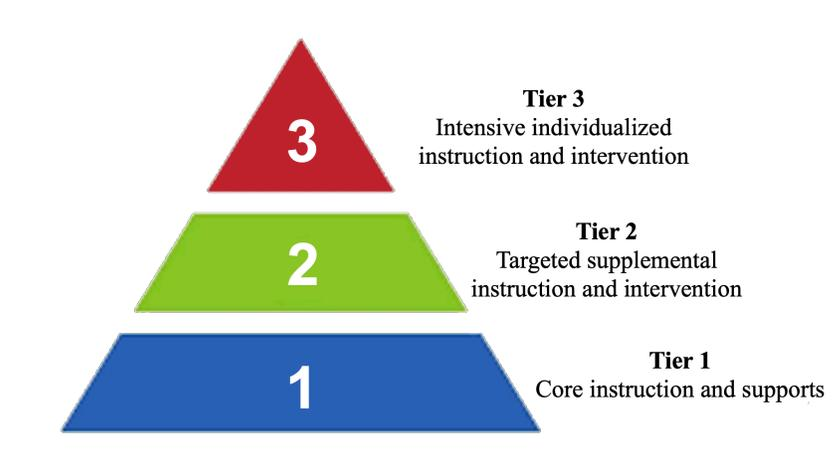 3
Tier 3
Intensive individualized
instruction and intervention
2
Tier 2
Targeted supplemental
instruction and intervention
1
Tier 1
Core instruction and supports